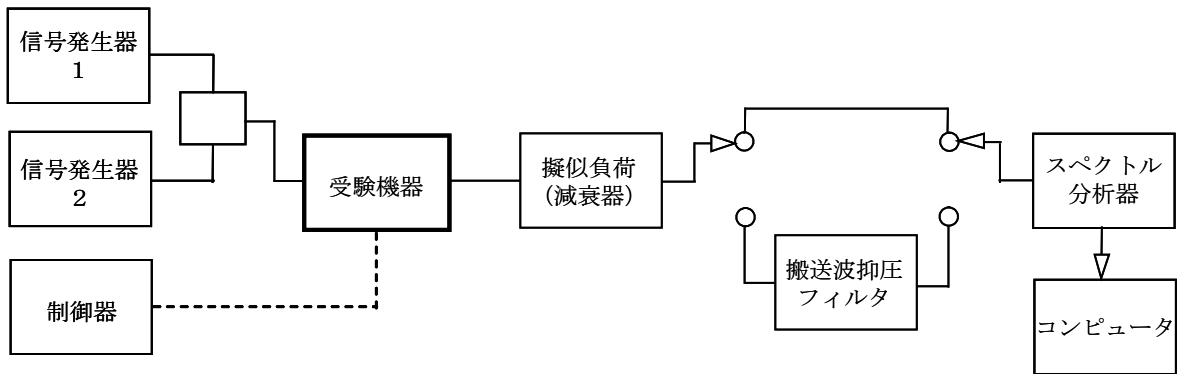 信号発生器
1
信号発生器
2
制御器
受験機器
擬似負荷
（減衰器）
搬送波抑圧
フィルタ
スペクトル
分析器
コンピュータ